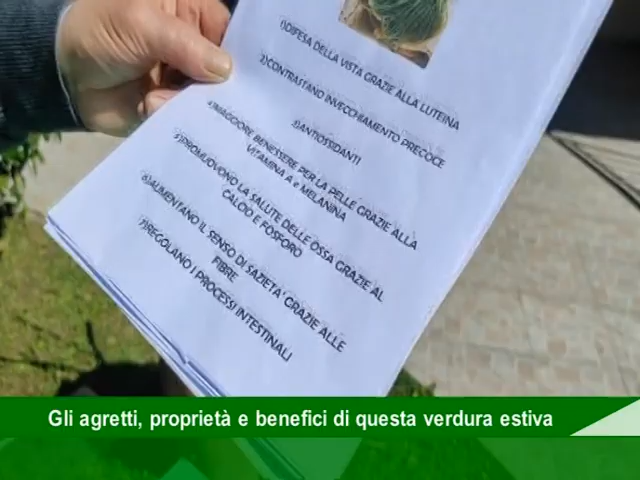 1)DIFESA DELLA VISTA GRAZIE ALLA LUTEINA
2)CONTRASTANO INVECCHIAMENTO PRECOCE
3)ANTIOSSIDANTI
4)MAGGIORE BENESSERE PER LA PELLE GRAZIE ALLA
VITAMINA A e MELANINA
5)PROMUOVONO LA SALUTE DELLE OSSA GRAZIE AL
CALCIO E FOSFORO
6)AUMENTANO IL SENSO DI SAZIETA' GRAZIE ALLE
FIBRE
7)REGOLANO I PROCESSI INTESTINALI
Gli agretti, proprietà e benefici di questa verdura estiva